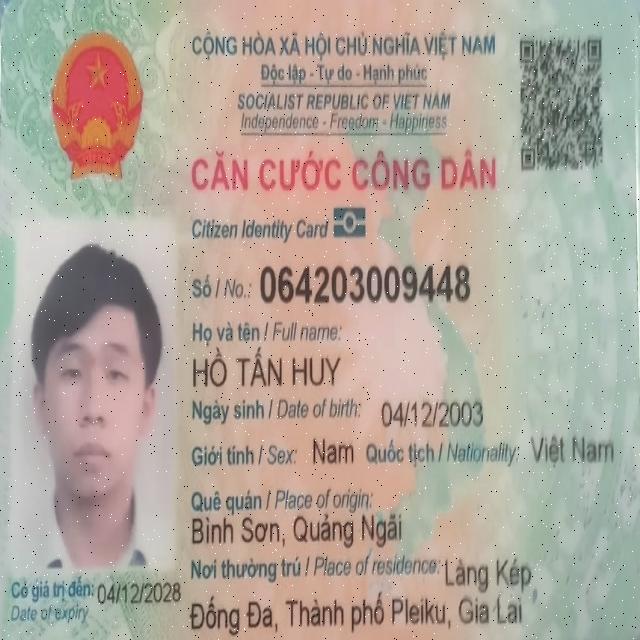 CỘNG HÒA XÃ HỘI CHỦ NGHĨA VIỆT NAM
Độc lập - Tự do - Hạnh phúc
SOCIALIST REPUBLIC OF VIET NAM
Independence - Freedom - Happiness
CĂN CƯỚC CÔNG DÂN
Citizen Identity Card
Số / No.: 064203009448
Họ và tên / Full name:
HỒ TẤN HUY
Ngày sinh / Date of birth: 04/12/2003
Giới tính / Sex: Nam Quốc tịch / Nationality: Việt Nam
Quê quán / Place of origin:
Bình Sơn, Quảng Ngãi
Nơi thường trú / Place of residence: Làng Kép
Đống Đa, Thành phố Pleiku, Gia Lai
Có giá trị đến: 04/12/2028
Date of expiry